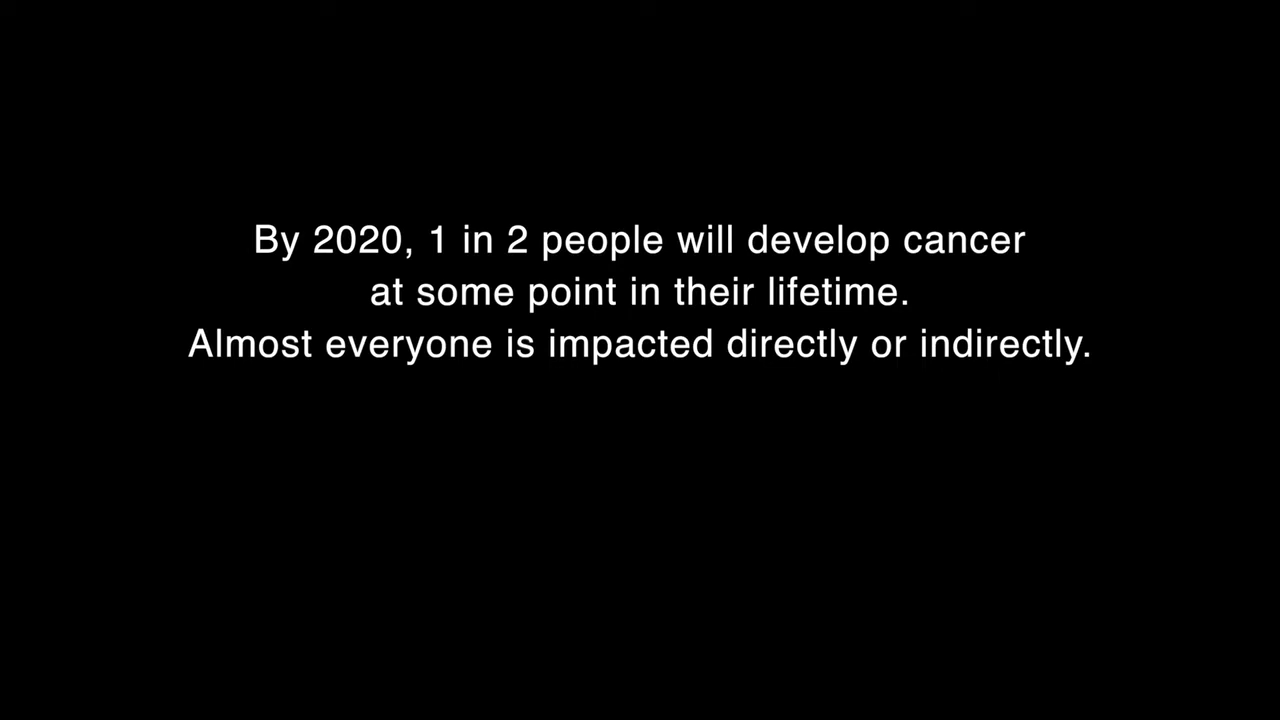 By 2020, 1 in 2 people will develop cancer
at some point in their lifetime.
Almost everyone is impacted directly or indirectly.